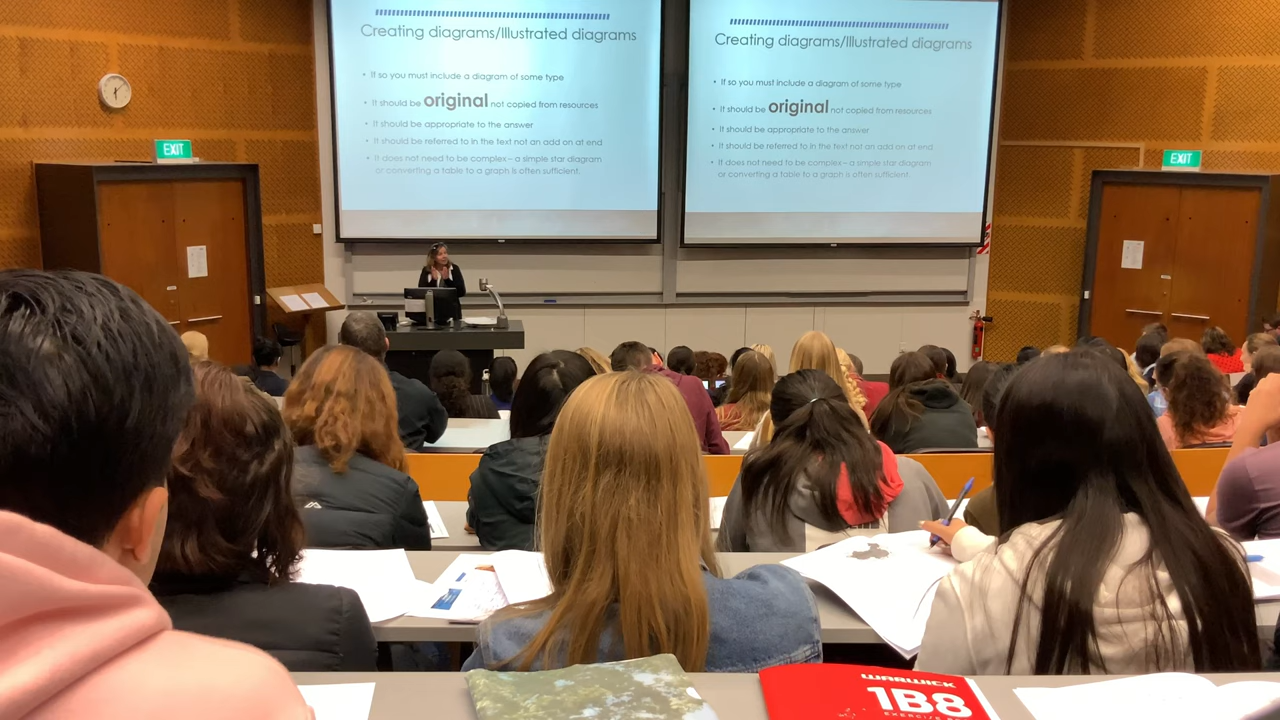 Creating diagrams/Illustrated diagrams
• If so you must include a diagram of some type
• It should be original not copied from resources
• It should be appropriate to the answer
• It should be referred to in the text not an add on at end
• It does not need to be complex – a simple star diagram
or converting a table to a graph is often sufficient.
Creating diagrams/Illustrated diagrams
• If so you must include a diagram of some type
• It should be original not copied from resources
• It should be appropriate to the answer
• It should be referred to in the text not an add on at end
• It does not need to be complex – a simple star diagram
or converting a table to a graph is often sufficient.
EXIT
EXIT
WARWICK
1B8